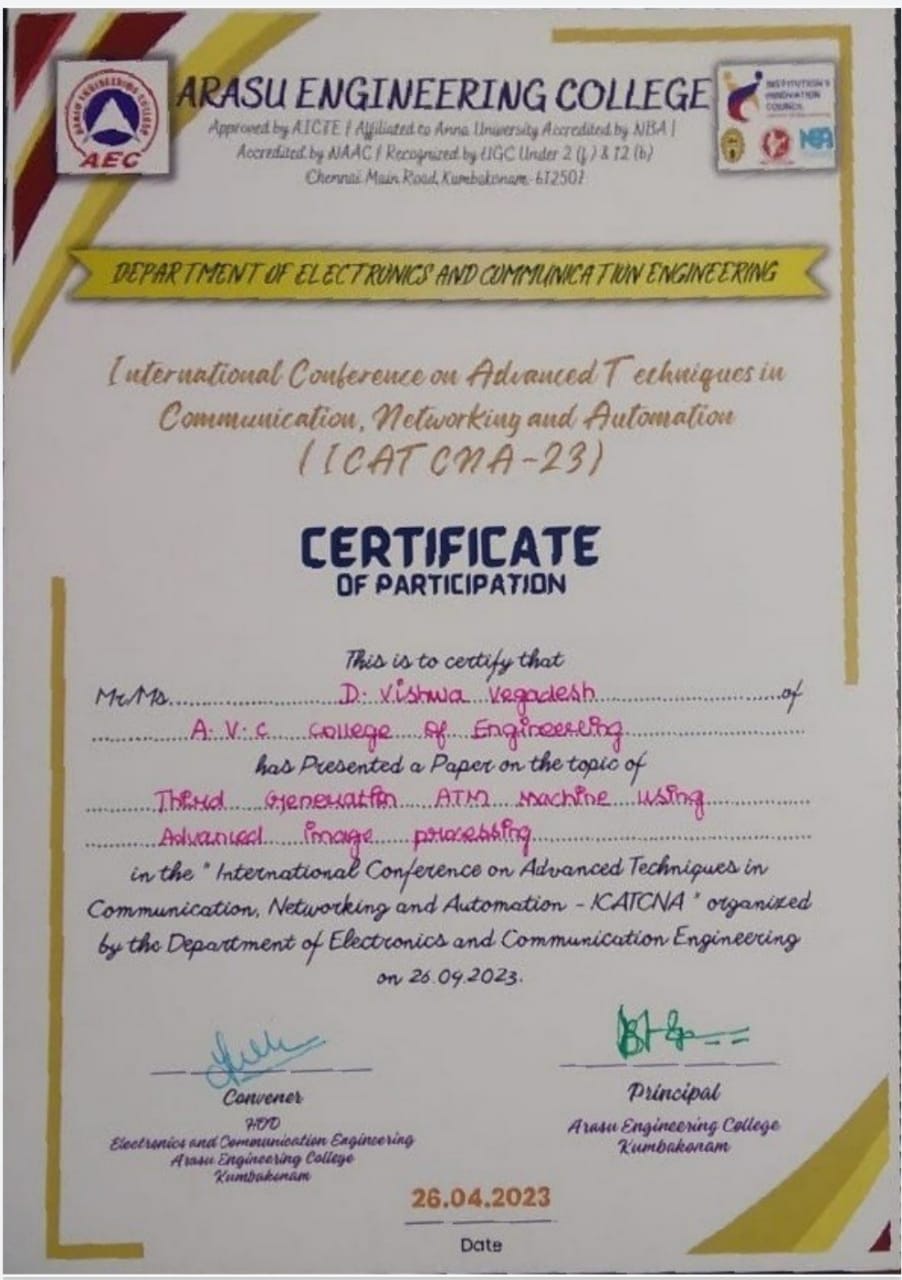 ARASU ENGINEERING COLLEGE
Approved by AICTE | Affiliated to Anna University Accredited by NBA |
Accredited by NAAC | Recognized by UGC Under 2 (f) & 12 (b)
Chennai Main Road, Kumbakonam-612501
ARASU ENGINEERING COLLEGE
AEC
INSTITUTION'S
INNOVATION
COUNCIL
DEPARTMENT OF ELECTRONICS AND COMMUNICATION ENGINEERING
International Conference on Advanced Techniques in
Communication, Networking and Automation
(ICATCNA-23)
CERTIFICATE
OF PARTICIPATION
This is to certify that
Mr/Ms. D. Vishwa Vegadesh of
A.V.C College of Engineering
has Presented a Paper on the topic of
Third Generation ATM Machine using
Advanced image processing
in the "International Conference on Advanced Techniques in
Communication, Networking and Automation - ICATCNA" organized
by the Department of Electronics and Communication Engineering
on 26.04.2023.
Convener
HOD
Electronics and Communication Engineering
Arasu Engineering College
Kumbakonam
Principal
Arasu Engineering College
Kumbakonam
26.04.2023
Date